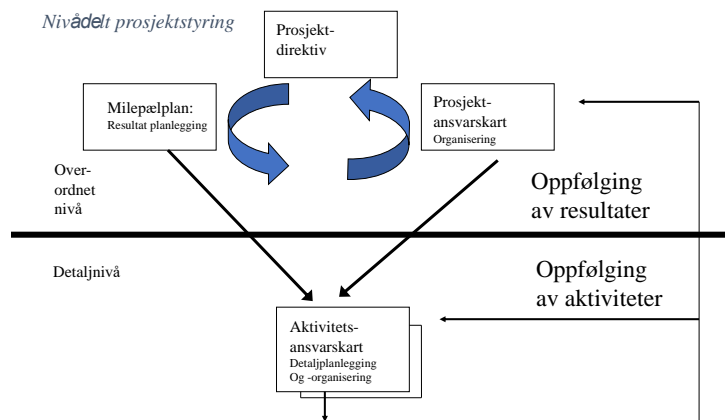 Nivådelt prosjektstyring
Prosjekt-
direktiv
Milepælplan:
Resultat planlegging
Prosjekt-
ansvarskart
Organisering
Over-
ordnet
nivå
Oppfølging
av resultater
Detaljnivå
Oppfølging
av aktiviteter
Aktivitets-
ansvarskart
Detaljplanlegging
Og -organisering